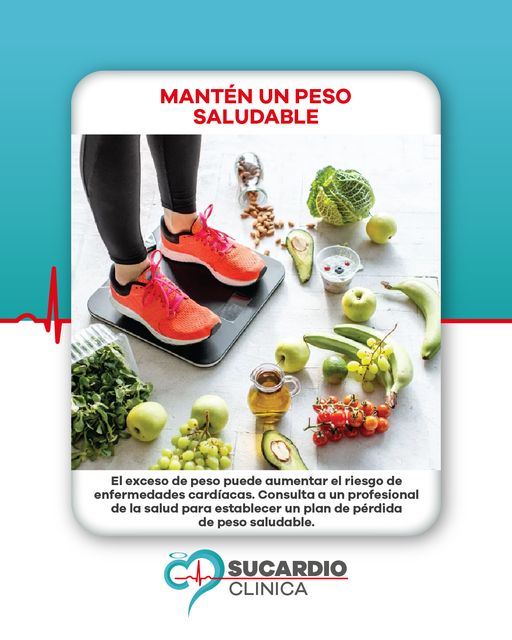 MANTÉN UN PESO
SALUDABLE
El exceso de peso puede aumentar el riesgo de
enfermedades cardíacas. Consulta a un profesional
de la salud para establecer un plan de pérdida
de peso saludable.
SUCARDIO
CLINICA